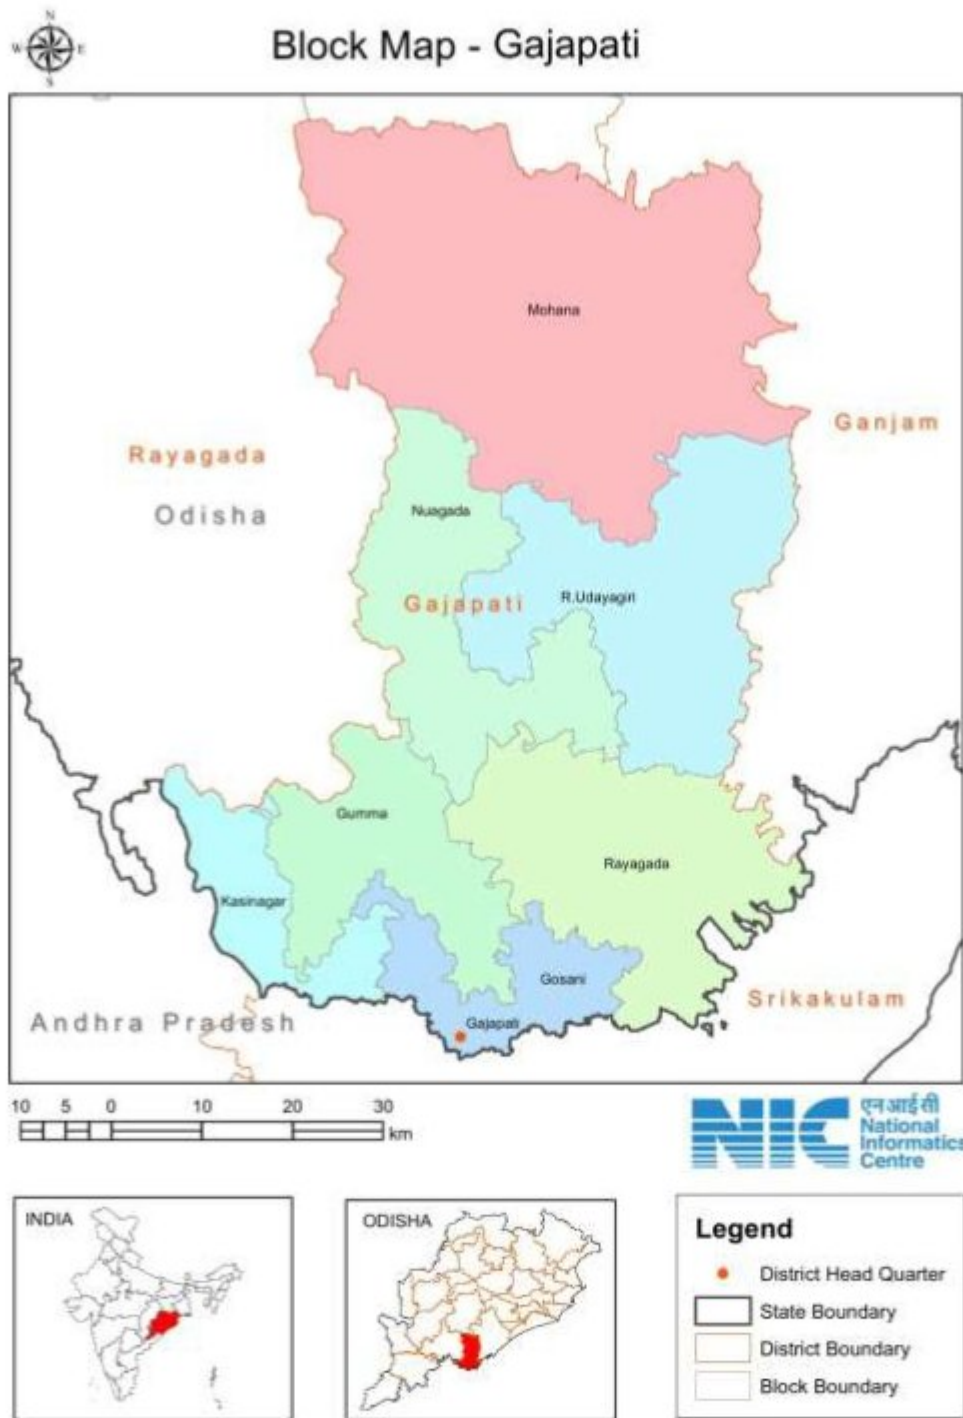 N
W E
S
Block Map - Gajapati
Mohana
Ganjam
Rayagada
Odisha
Nuagada
Gajapati
R.Udayagiri
Gumma
Rayagada
Kasinagar
Gosani
Srikakulam
Andhra Pradesh
Gajapati
10 5 0 10 20 30
km
NIC
एनआईसी
National
Informatics
Centre
INDIA
ODISHA
Legend
District Head Quarter
State Boundary
District Boundary
Block Boundary